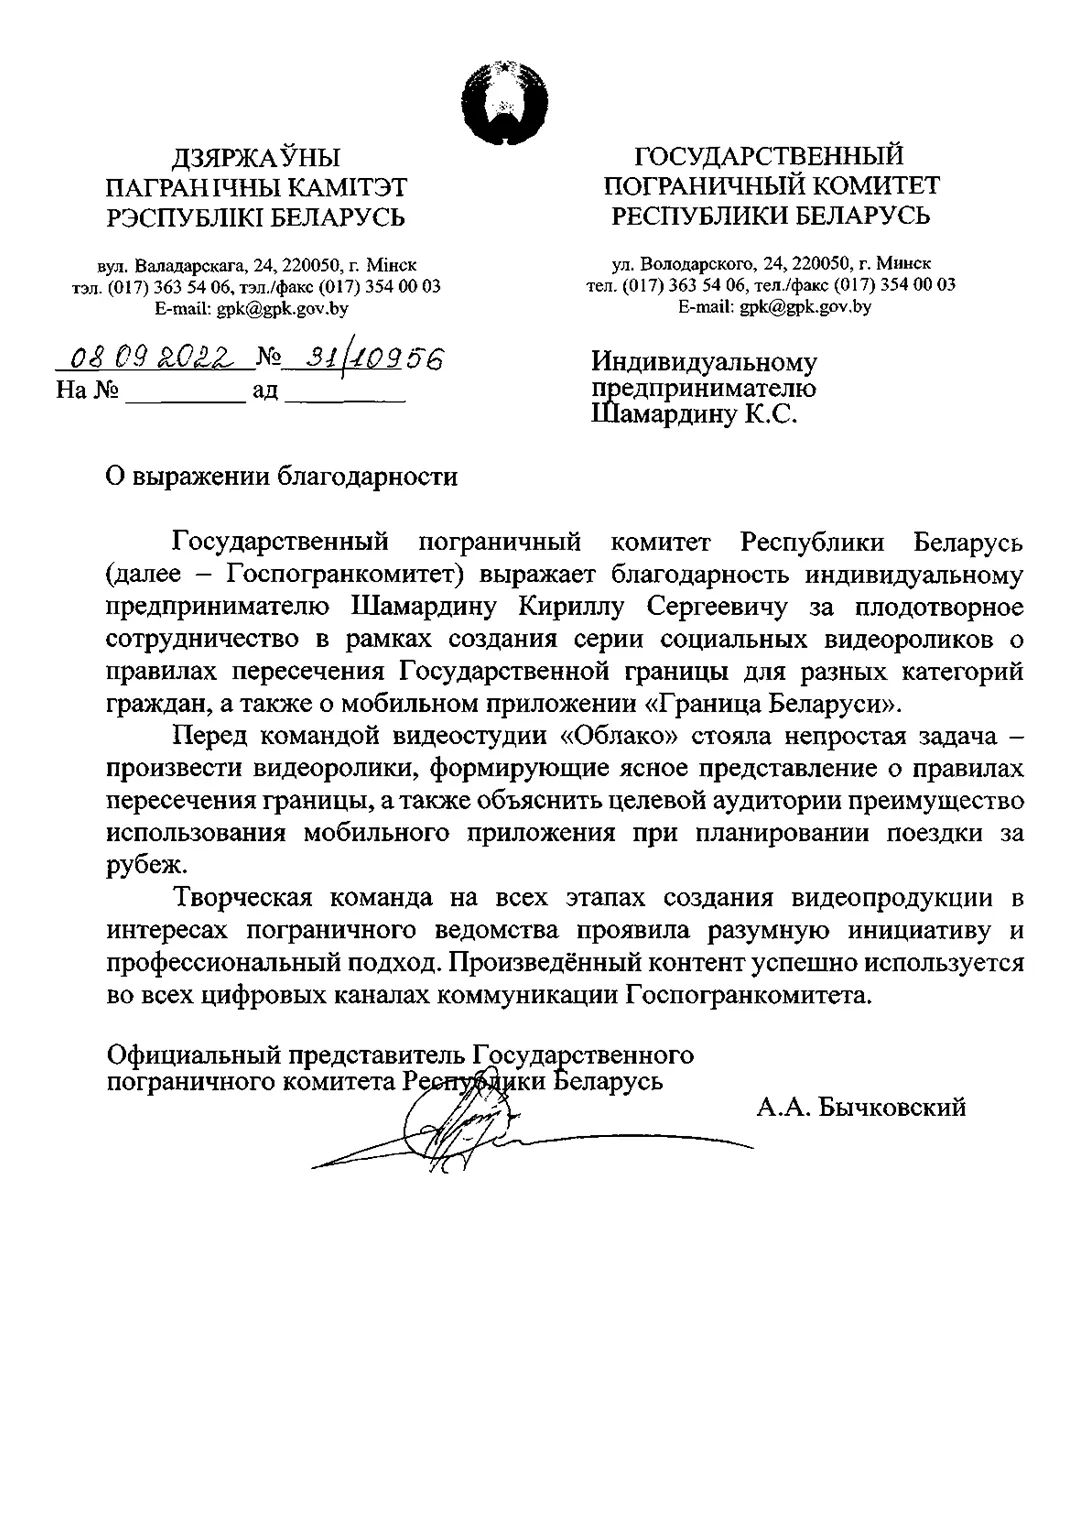 ДЗЯРЖАЎНЫ
ПАГРАНІЧНЫ КАМІТЭТ
РЭСПУБЛІКІ БЕЛАРУСЬ
вул. Валадарскага, 24, 220050, г. Мінск
тэл. (017) 363 54 06, тэл./факс (017) 354 00 03
E-mail: gpk@gpk.gov.by
08 09 2022 № 31/10956
На № __________ ад __________
ГОСУДАРСТВЕННЫЙ
ПОГРАНИЧНЫЙ КОМИТЕТ
РЕСПУБЛИКИ БЕЛАРУСЬ
ул. Володарского, 24, 220050, г. Минск
тел. (017) 363 54 06, тел./факс (017) 354 00 03
E-mail: gpk@gpk.gov.by
Индивидуальному
предпринимателю
Шамардину К.С.
О выражении благодарности
Государственный пограничный комитет Республики Беларусь
(далее – Госпогранкомитет) выражает благодарность индивидуальному
предпринимателю Шамардину Кириллу Сергеевичу за плодотворное
сотрудничество в рамках создания серии социальных видеороликов о
правилах пересечения Государственной границы для разных категорий
граждан, а также о мобильном приложении «Граница Беларуси».
Перед командой видеостудии «Облако» стояла непростая задача –
произвести видеоролики, формирующие ясное представление о правилах
пересечения границы, а также объяснить целевой аудитории преимущество
использования мобильного приложения при планировании поездки за
рубеж.
Творческая команда на всех этапах создания видеопродукции в
интересах пограничного ведомства проявила разумную инициативу и
профессиональный подход. Произведённый контент успешно используется
во всех цифровых каналах коммуникации Госпогранкомитета.
Официальный представитель Государственного
пограничного комитета Республики Беларусь
А.А. Бычковский